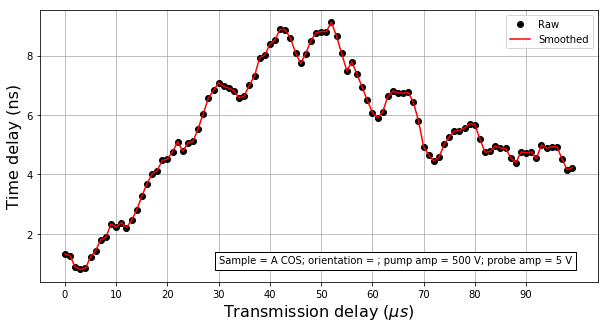 Time delay (ns)
8
6
4
2
Raw
Smoothed
Sample = A COS; orientation = ; pump amp = 500 V; probe amp = 5 V
0 10 20 30 40 50 60 70 80 90
Transmission delay (μs)